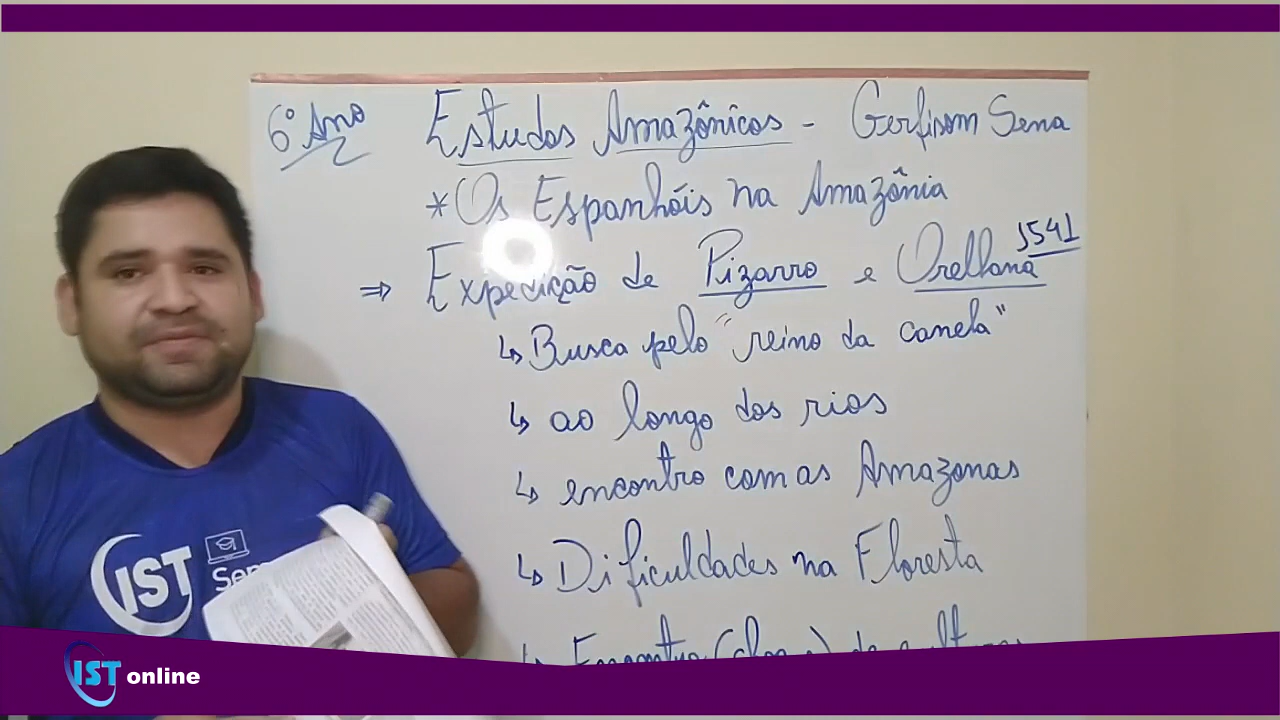 6º Ano Estudos Amazônicos - Gerfisom Sena
* Os Espanhóis na Amazônia
⇒ Expedição de Pizarro e Orellana 1541
↳ Busca pelo "reino da canela"
↳ ao longo dos rios
↳ encontro com as Amazonas
↳ Dificuldades na Floresta
IST
IST online